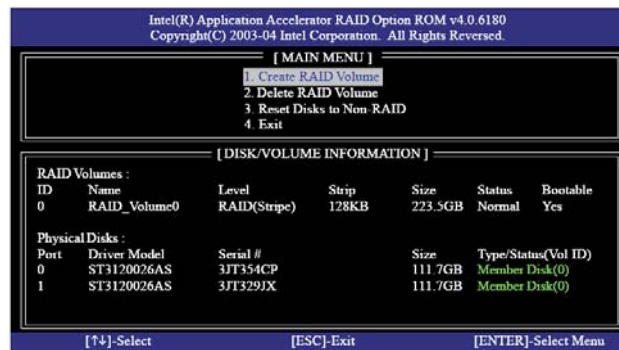 Intel(R) Application Accelerator RAID Option ROM v4.0.6180
Copyright(C) 2003-04 Intel Corporation. All Rights Reversed.
[ MAIN MENU ]
1. Create RAID Volume
2. Delete RAID Volume
3. Reset Disks to Non-RAID
4. Exit
[ DISK/VOLUME INFORMATION ]
RAID Volumes :
ID Name Level Strip Size Status Bootable
0 RAID_Volume0 RAID(Stripe) 128KB 223.5GB Normal Yes
Physical Disks :
Port Driver Model Serial # Size Type/Status(Vol ID)
0 ST3120026AS 3JT354CP 111.7GB Member Disk(0)
1 ST3120026AS 3JT329JX 111.7GB Member Disk(0)
[↑↓]-Select [ESC]-Exit [ENTER]-Select Menu